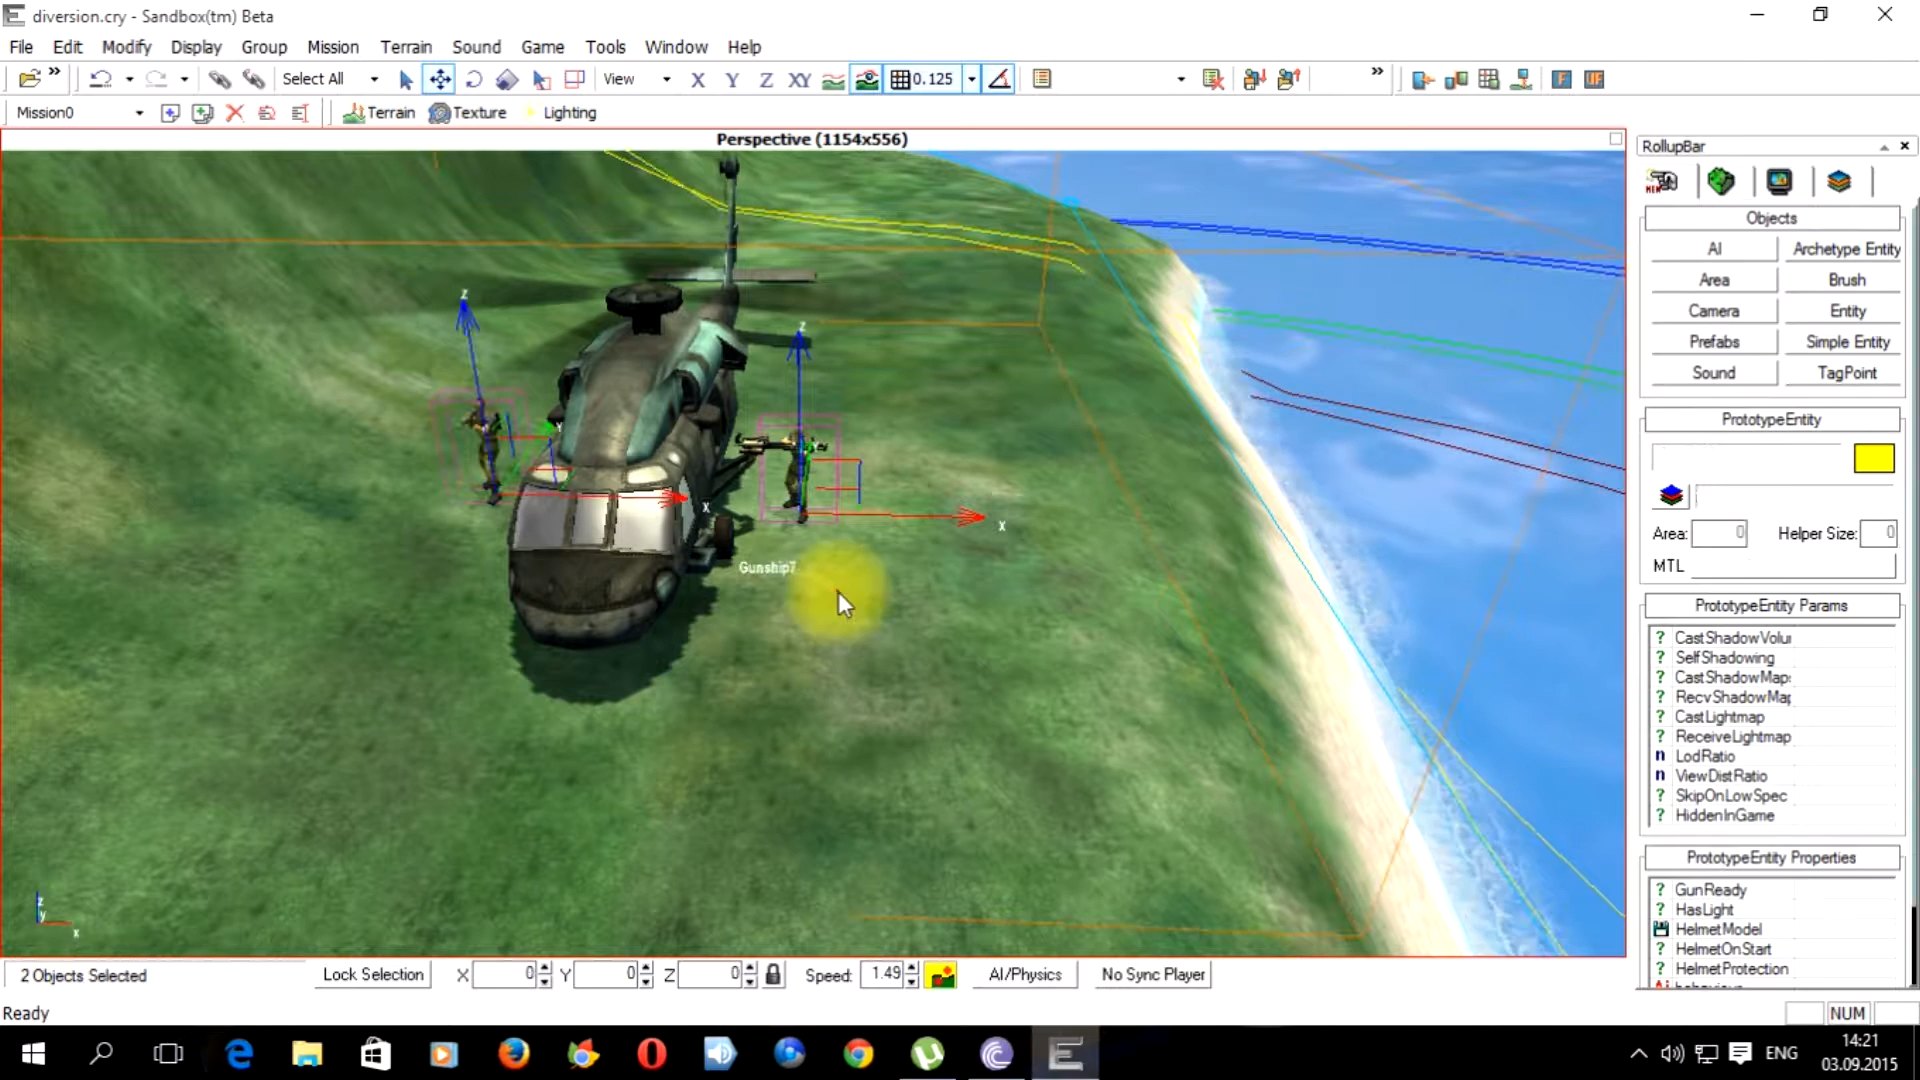 diversion.cry - Sandbox(tm) Beta
File Edit Modify Display Group Mission Terrain Sound Game Tools Window Help
Select All View X Y Z XY 0.125
Mission0 Terrain Texture Lighting
Perspective (1154x556)
RollupBar
Objects
AI Archetype Entity
Area Brush
Camera Entity
Prefabs Simple Entity
Sound TagPoint
PrototypeEntity
Area: 0 Helper Size: 0
MTL
PrototypeEntity Params
? CastShadowVolu
? SelfShadowing
? CastShadowMap
? RecvShadowMa
? CastLightmap
? ReceiveLightmap
n LodRatio
n ViewDistRatio
? SkipOnLowSpec
? HiddenInGame
PrototypeEntity Properties
? GunReady
? HasLight
HelmetModel
? HelmetOnStart
? HelmetProtection
z
z
Y
x
x
Gunship7
z
y
x
2 Objects Selected Lock Selection X 0 Y 0 Z 0 Speed: 1.49 AI/Physics No Sync Player
Ready NUM
ENG 14:21
03.09.2015